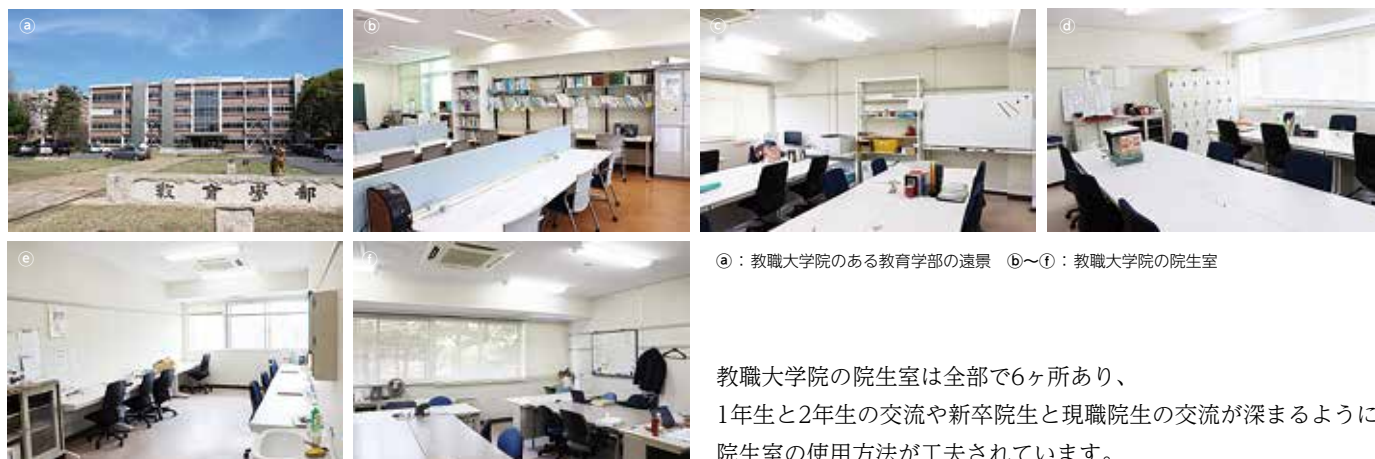 ⓐ
ⓑ
ⓒ
ⓓ
教育學部
ⓔ
ⓕ
ⓐ：教職大学院のある教育学部の遠景　ⓑ〜ⓕ：教職大学院の院生室
教職大学院の院生室は全部で6ヶ所あり、
1年生と2年生の交流や新卒院生と現職院生の交流が深まるように
院生室の使用方法が工夫されています。